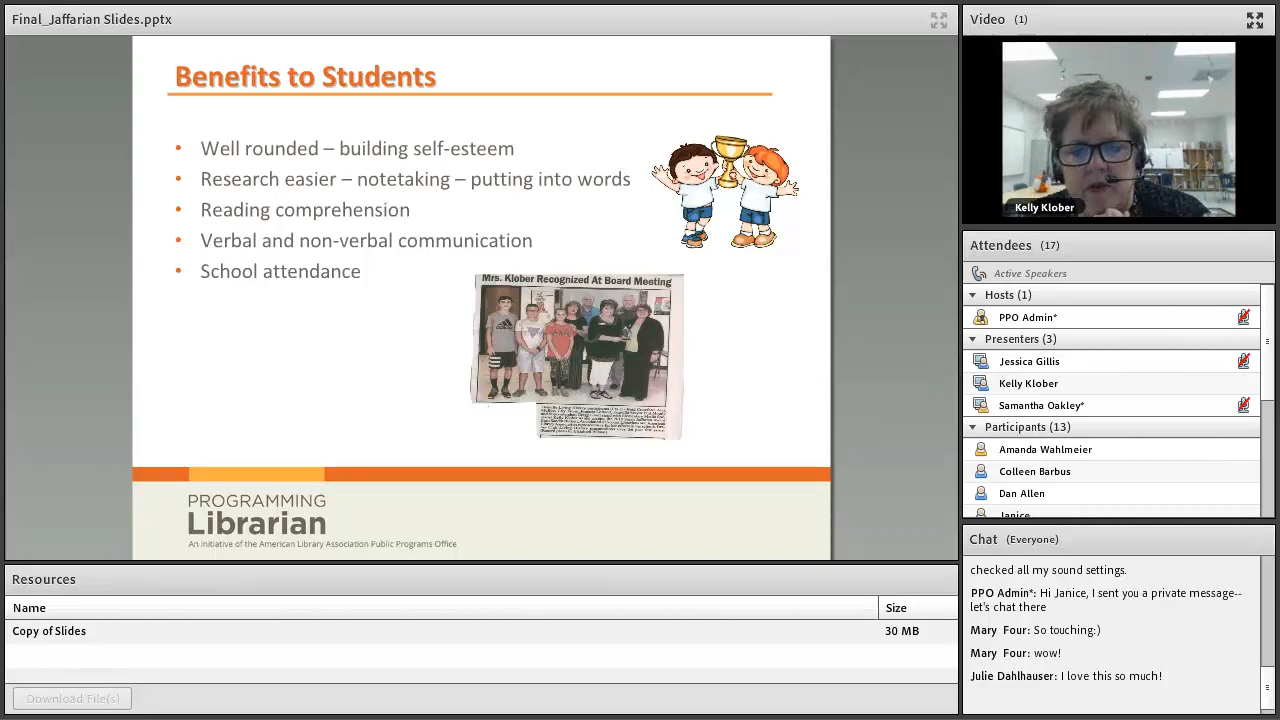 Final_Jaffarian Slides.pptx
Benefits to Students
• Well rounded – building self-esteem
• Research easier – notetaking – putting into words
• Reading comprehension
• Verbal and non-verbal communication
• School attendance
Mrs. Klober Recognized At Board Meeting
PROGRAMMING
Librarian
An initiative of the American Library Association Public Programs Office
Resources
Name Size
Copy of Slides 30 MB
Download File(s)
Video (1)
Kelly Klober
Attendees (17)
Active Speakers
Hosts (1)
PPO Admin*
Presenters (3)
Jessica Gillis
Kelly Klober
Samantha Oakley*
Participants (13)
Amanda Wahlmeier
Colleen Barbus
Dan Allen
Janice
Chat (Everyone)
checked all my sound settings.
PPO Admin*: Hi Janice, I sent you a private message--
let's chat there
Mary Four: So touching:)
Mary Four: wow!
Julie Dahlhauser: I love this so much!